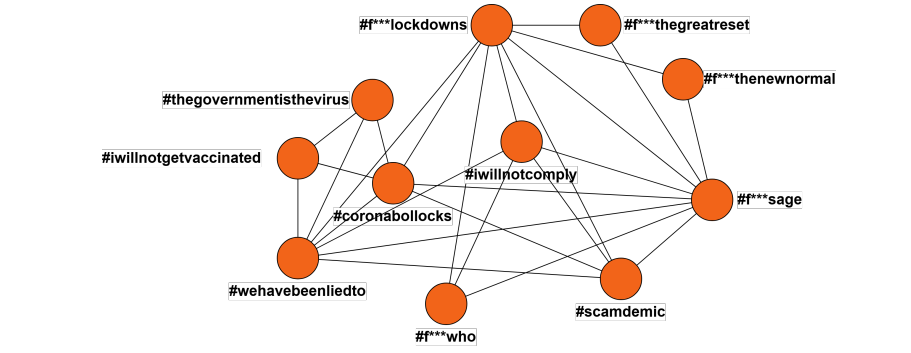 #f***lockdowns
#f***thegreatreset
#f***thenewnormal
#thegovernmentisthevirus
#iwillnotgetvaccinated
#iwillnotcomply
#f***sage
#coronabollocks
#wehavebeenliedto
#scamdemic
#f***who